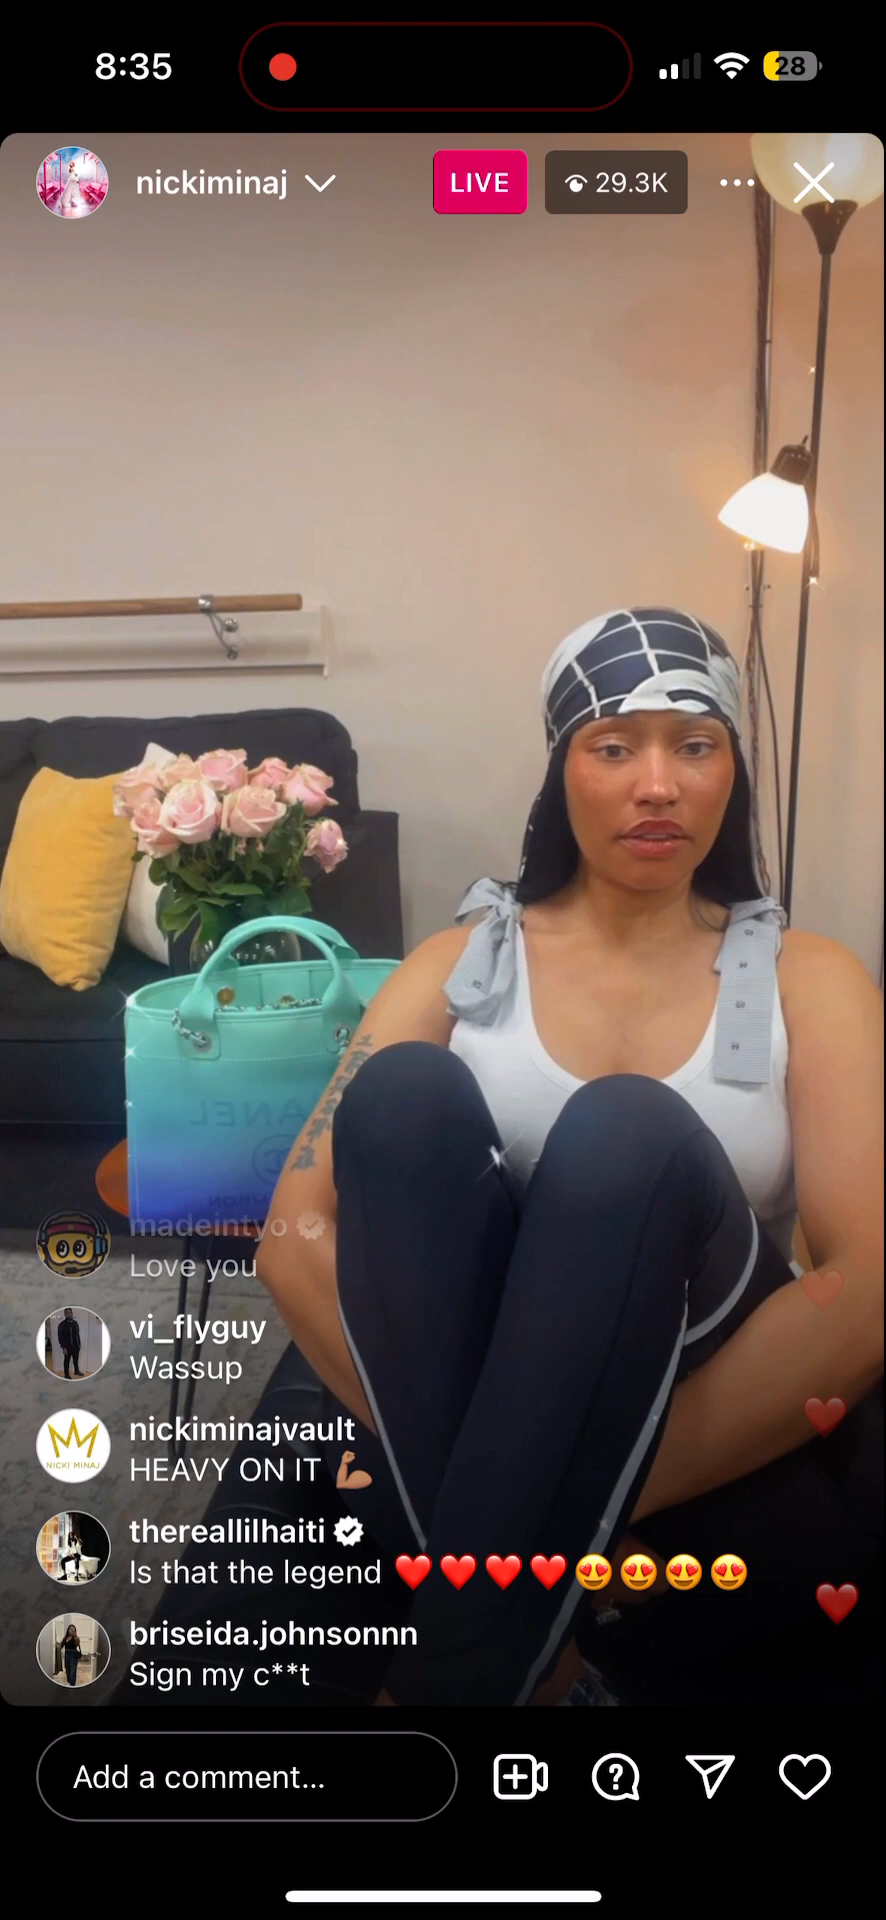 8:35
28
nickiminaj
LIVE
29.3K
madeintyo
Love you
vi_flyguy
Wassup
nickiminajvault
HEAVY ON IT 💪🏼
NICKI MINAJ
thereallilhaiti
Is that the legend ❤️❤️❤️❤️😍😍😍😍
briseida.johnsonnn
Sign my c**t
Add a comment...